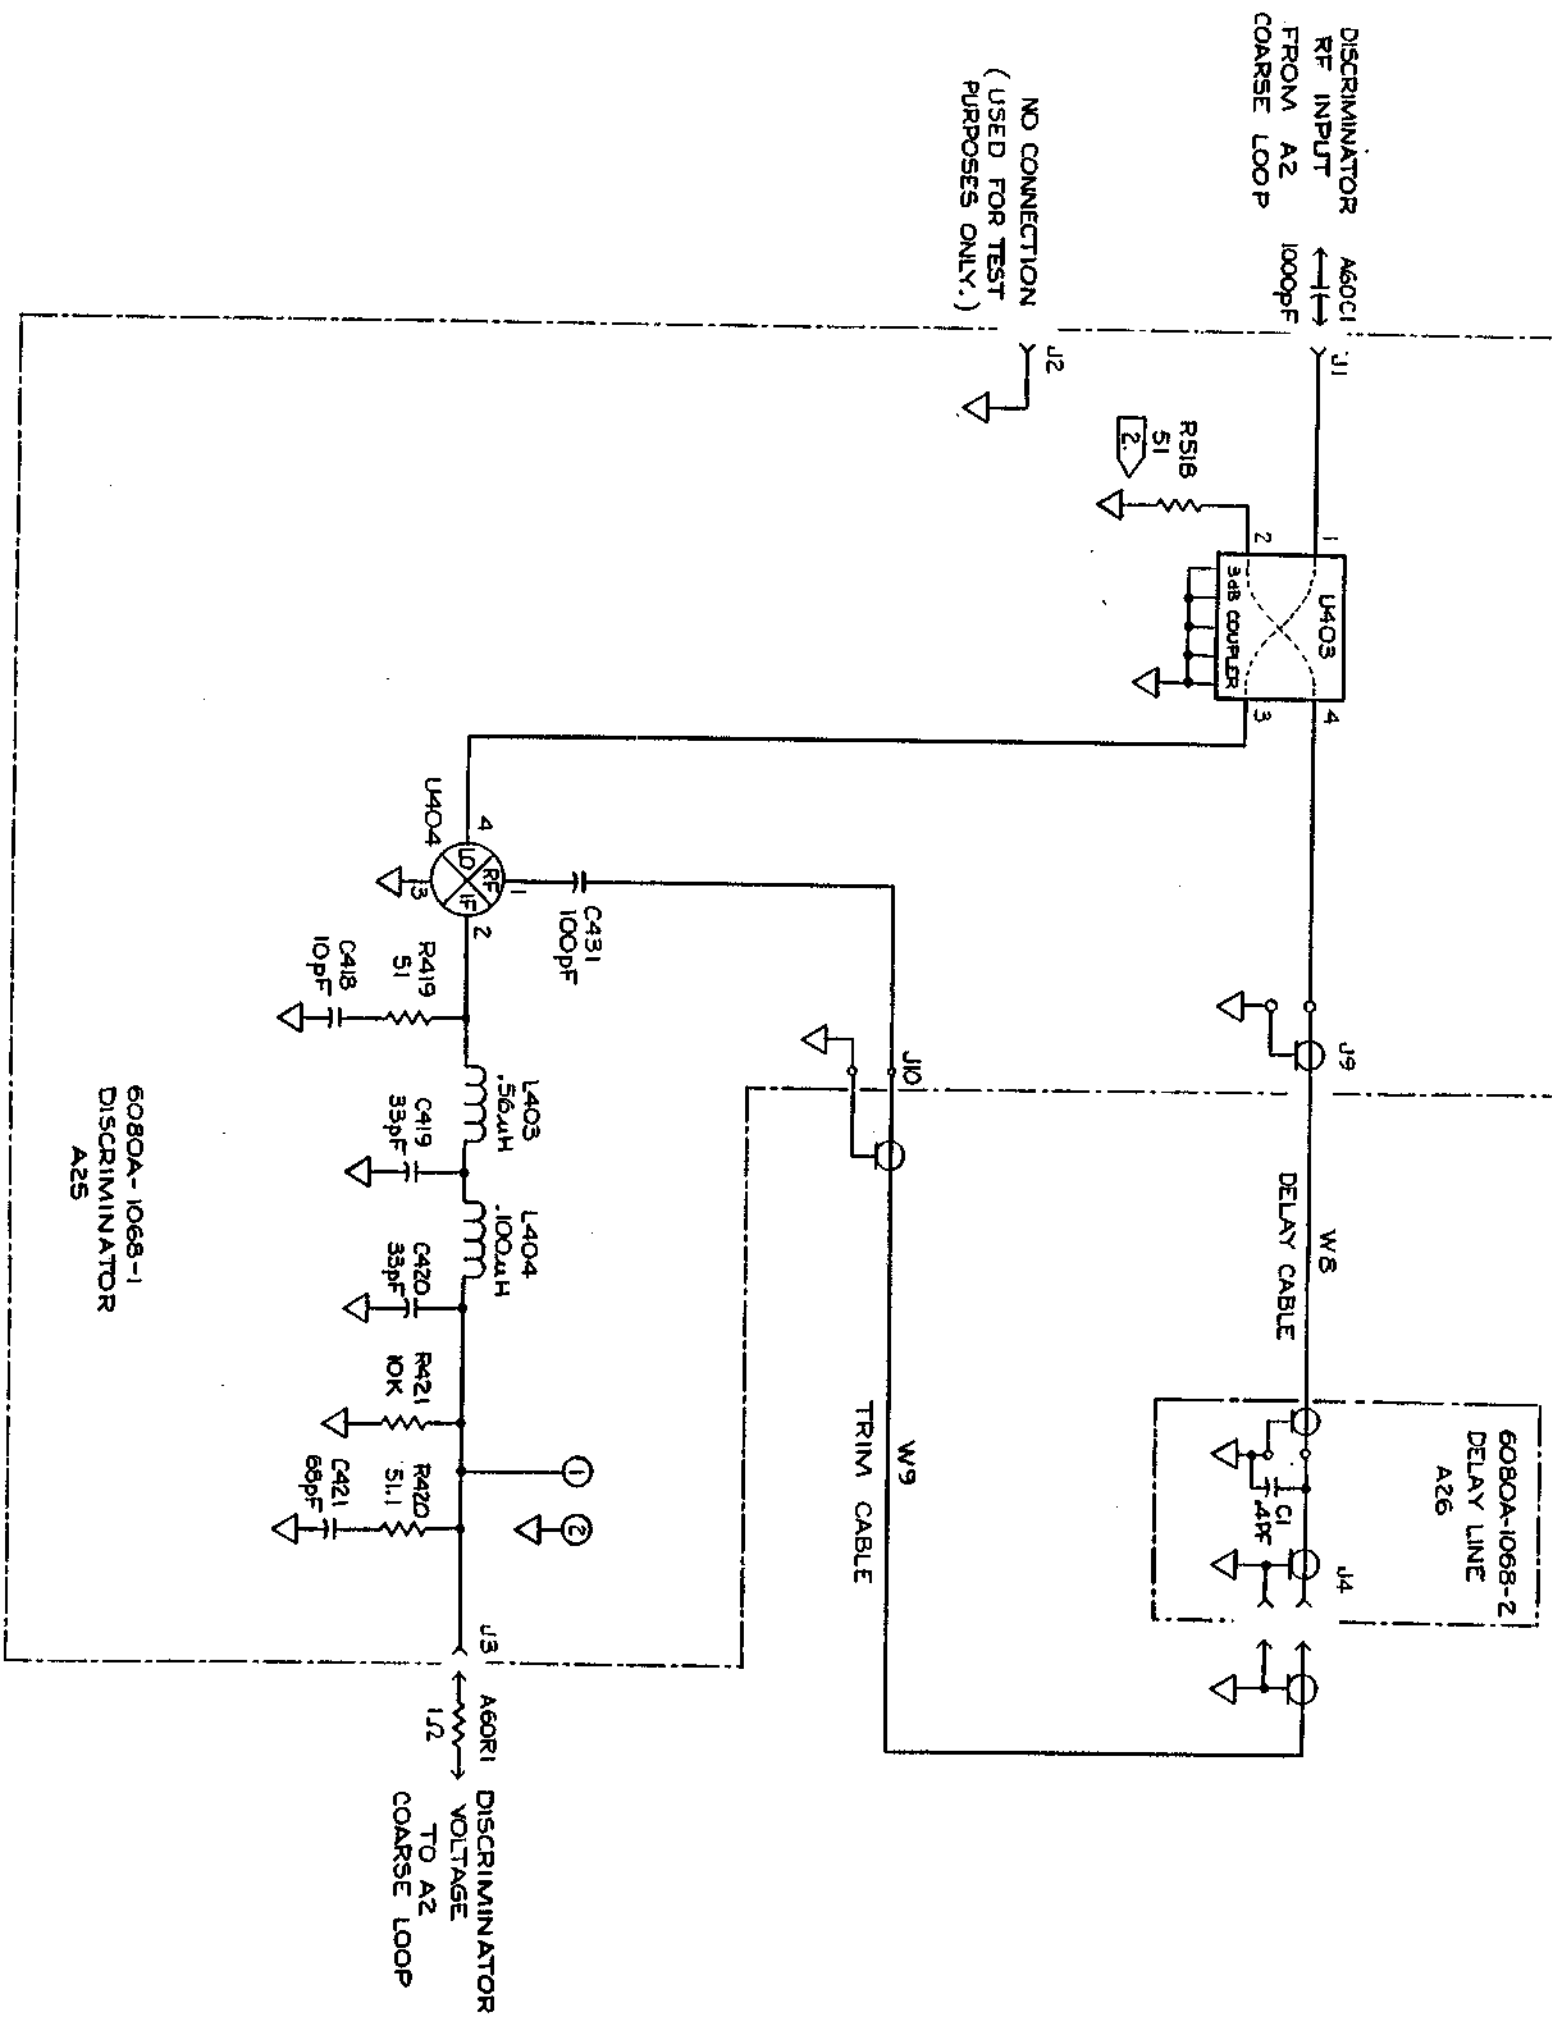 DISCRIMINATOR
RF INPUT
FROM A2
COARSE LOOP
A60C1
1000pF
J1
NO CONNECTION
(USED FOR TEST
PURPOSES ONLY.)
J2
R518
51
2
1
2
U403
3dB COUPLER
4
3
J9
W8
DELAY CABLE
6080A-1068-2
DELAY LINE
A26
C1
.4PF
J4
J10
W9
TRIM CABLE
C431
100pF
U404
4
LO
RF
IF
1
2
3
R419
51
C418
10pF
L403
.56uH
C419
33pF
L404
.100uH
C420
33pF
R421
10K
R420
51.1
C421
68pF
1
2
J3
A60R1
1Ω
DISCRIMINATOR
VOLTAGE
TO A2
COARSE LOOP
6080A-1068-1
DISCRIMINATOR
A25